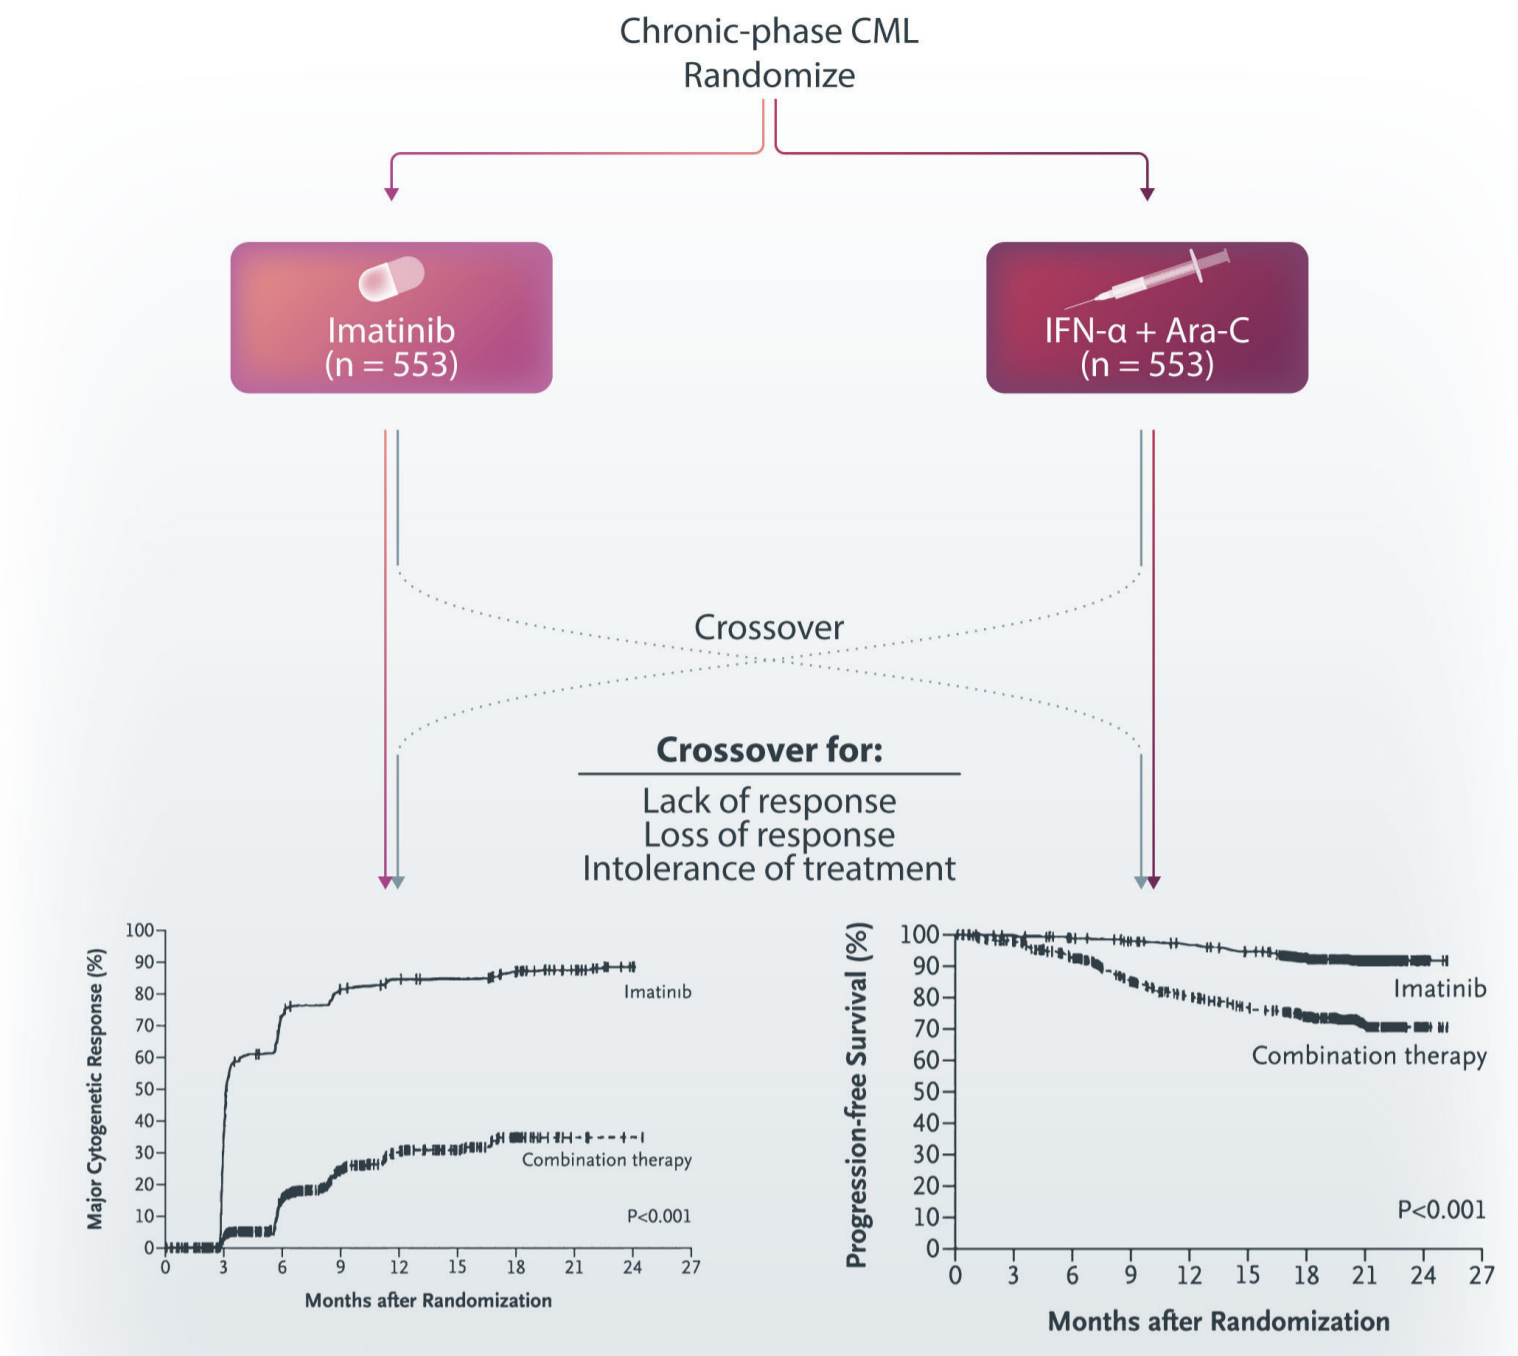 Chronic-phase CML
Randomize
Imatinib
(n = 553)
IFN-α + Ara-C
(n = 553)
Crossover
Crossover for:
Lack of response
Loss of response
Intolerance of treatment
Major Cytogenetic Response (%)
100
90
80
70
60
50
40
30
20
10
0
Imatinib
Combination therapy
P<0.001
0 3 6 9 12 15 18 21 24 27
Months after Randomization
Progression-free Survival (%)
100
90
80
70
60
50
40
30
20
10
0
Imatinib
Combination therapy
P<0.001
0 3 6 9 12 15 18 21 24 27
Months after Randomization